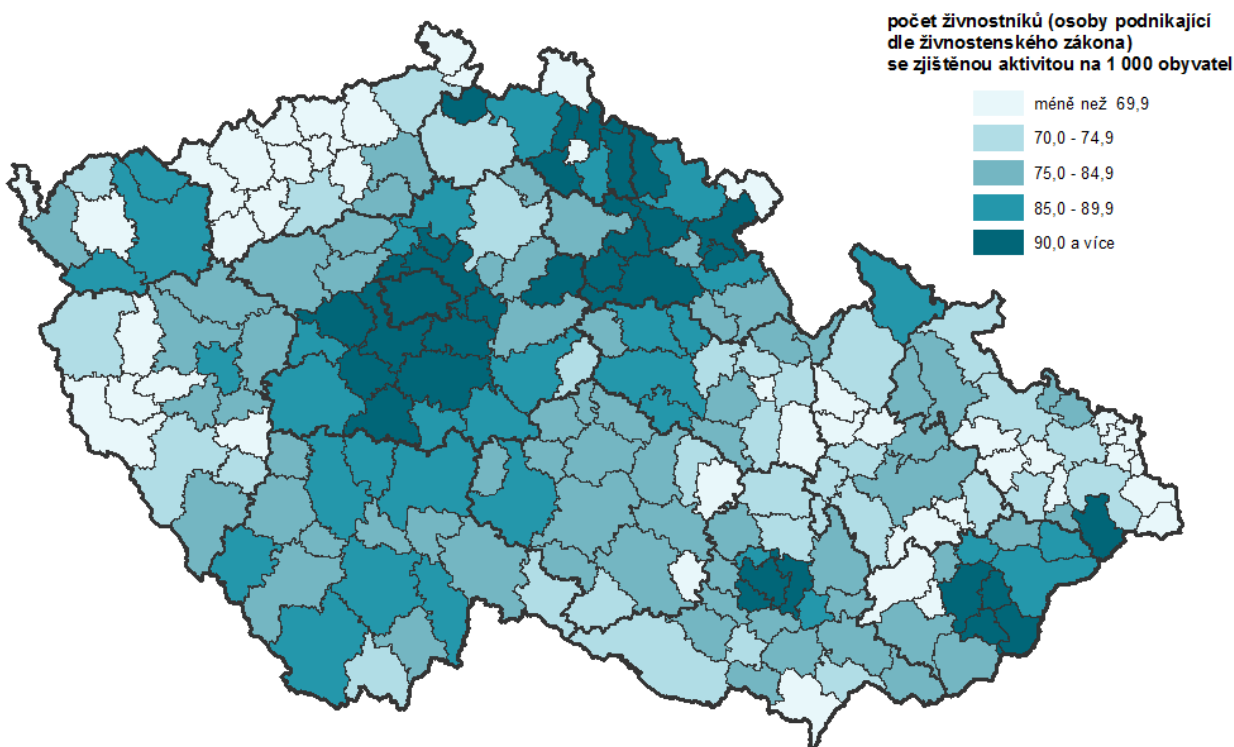 počet živnostníků (osoby podnikající
dle živnostenského zákona)
se zjištěnou aktivitou na 1 000 obyvatel
méně než 69,9
70,0 - 74,9
75,0 - 84,9
85,0 - 89,9
90,0 a více